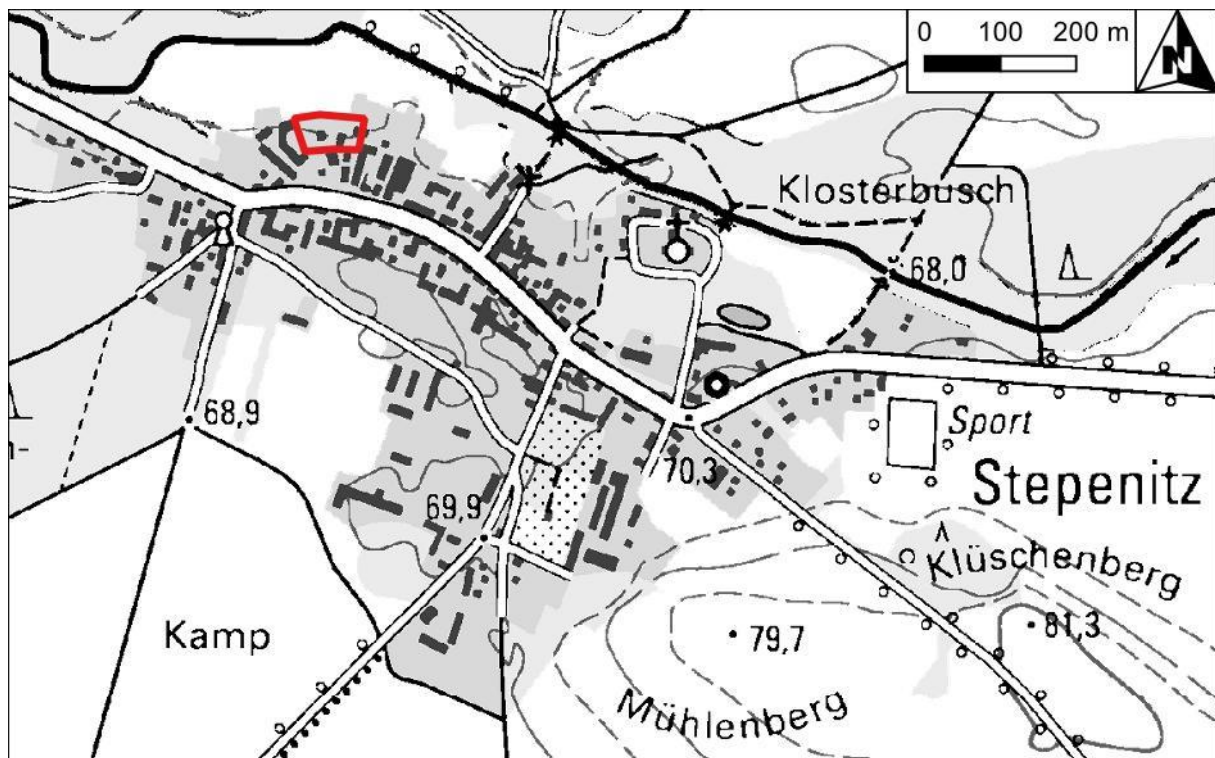 0 100 200 m
N
Klosterbusch
68,0
68,9
n-
Sport
70,3
Stepenitz
69,9
Klüschenberg
Kamp
79,7
81,3
Mühlenberg